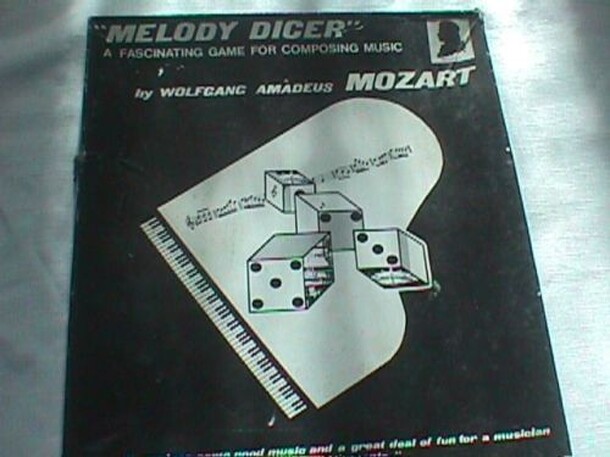 "MELODY DICER"
A FASCINATING GAME FOR COMPOSING MUSIC
by WOLFGANG AMADEUS MOZART
some good music and a great deal of fun for a musician